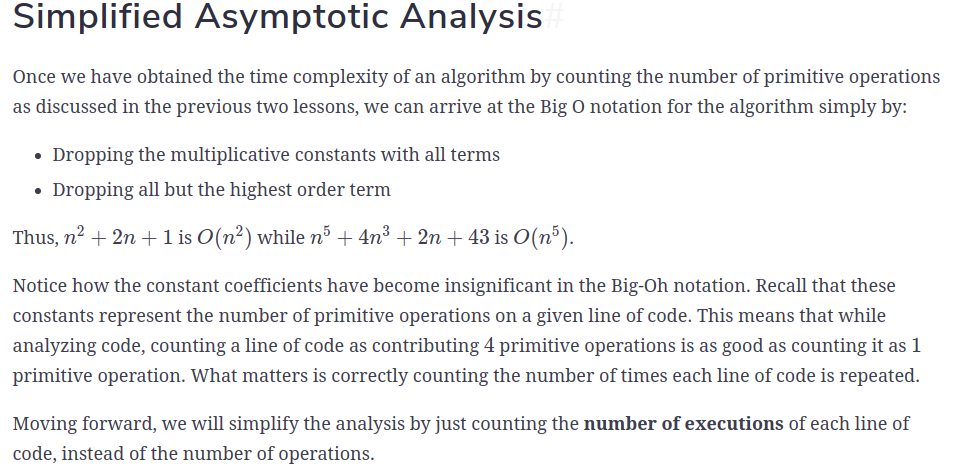 Simplified Asymptotic Analysis#
Once we have obtained the time complexity of an algorithm by counting the number of primitive operations
as discussed in the previous two lessons, we can arrive at the Big O notation for the algorithm simply by:
• Dropping the multiplicative constants with all terms
• Dropping all but the highest order term
Thus, n² + 2n + 1 is O(n²) while n⁵ + 4n³ + 2n + 43 is O(n⁵).
Notice how the constant coefficients have become insignificant in the Big-Oh notation. Recall that these
constants represent the number of primitive operations on a given line of code. This means that while
analyzing code, counting a line of code as contributing 4 primitive operations is as good as counting it as 1
primitive operation. What matters is correctly counting the number of times each line of code is repeated.
Moving forward, we will simplify the analysis by just counting the number of executions of each line of
code, instead of the number of operations.